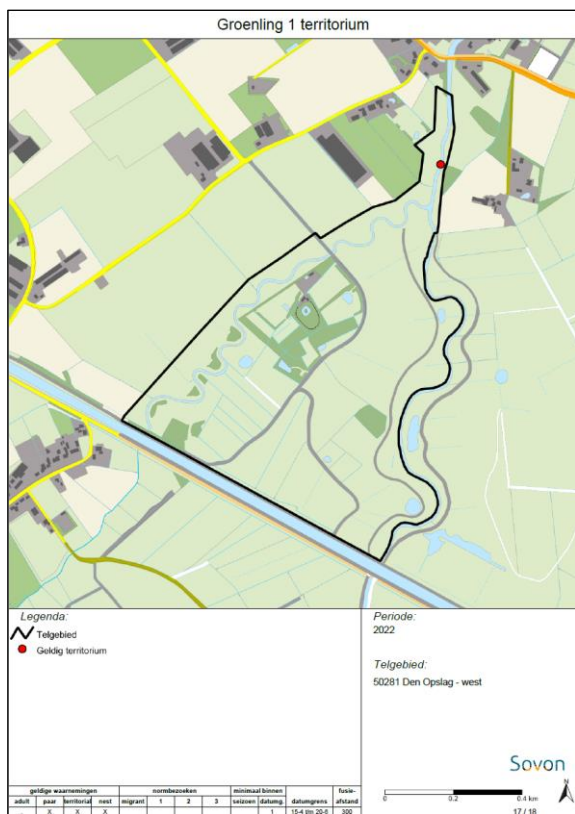 Groenling 1 territorium
Legenda:
Telgebied
Geldig territorium
Periode:
2022
Telgebied:
50281 Den Opslag - west
Sovon
0 0.2 0.4 km
N
17 / 18
geldige waarnemingen normbezoeken minimaal binnen fusie-
adult paar territoriaal nest migrant 1 2 3 seizoen datumg. datumgrens afstand
. X X X 1 15-4 t/m 20-6 300